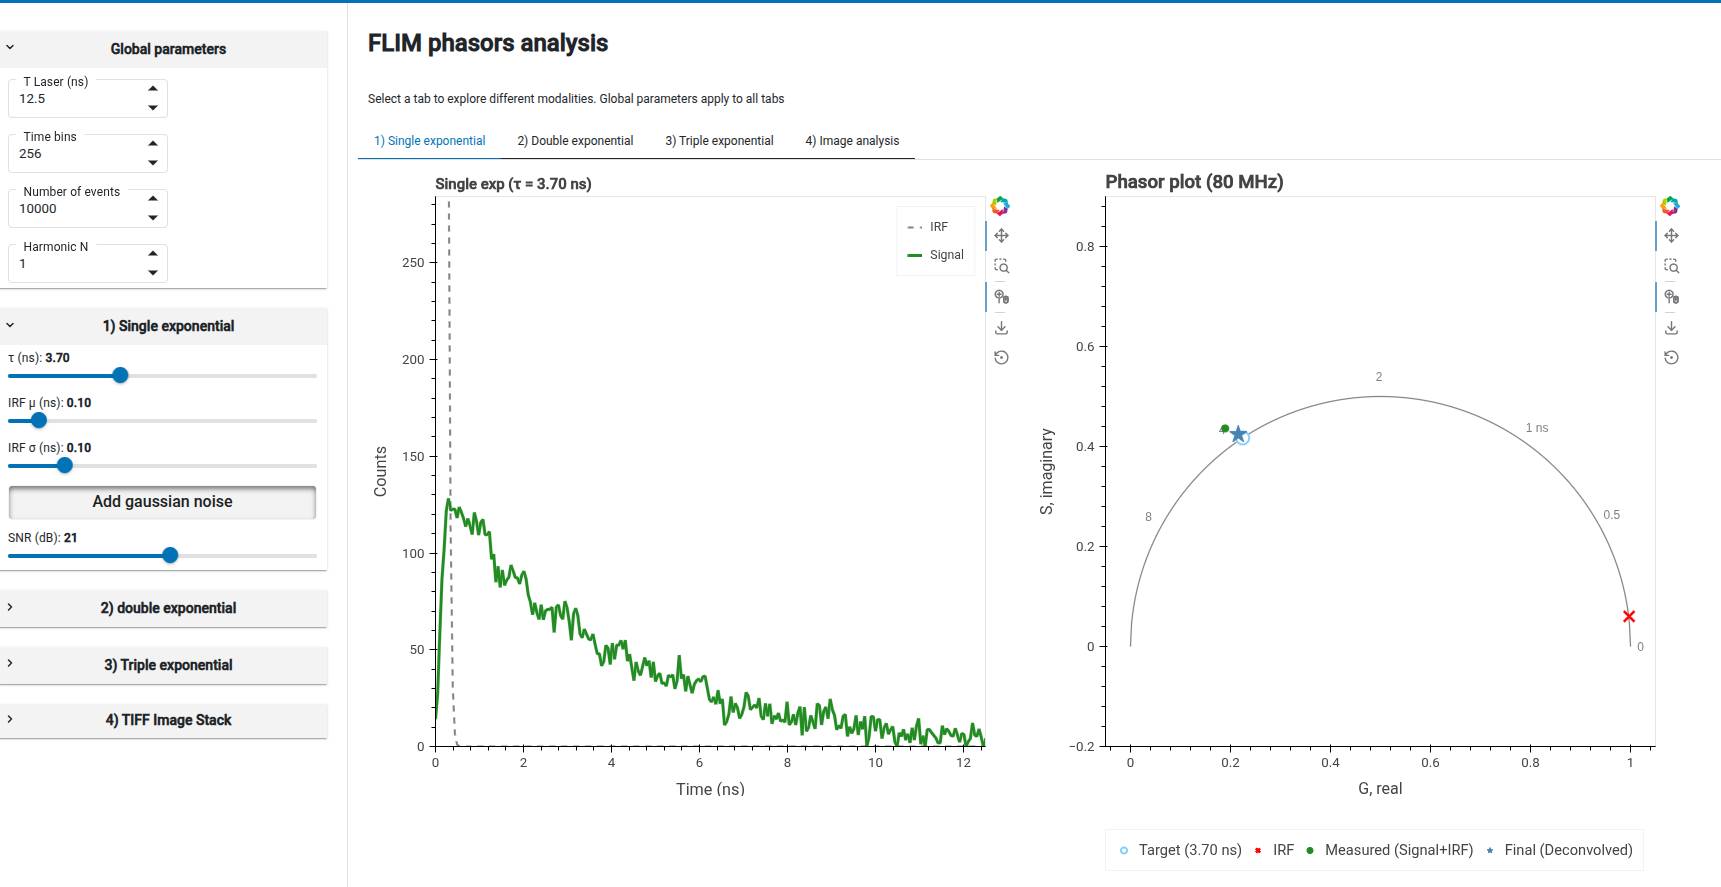 Global parameters
T Laser (ns)
12.5
Time bins
256
Number of events
10000
Harmonic N
1
1) Single exponential
τ (ns): 3.70
IRF μ (ns): 0.10
IRF σ (ns): 0.10
Add gaussian noise
SNR (dB): 21
2) double exponential
3) Triple exponential
4) TIFF Image Stack
FLIM phasors analysis
Select a tab to explore different modalities. Global parameters apply to all tabs
1) Single exponential 2) Double exponential 3) Triple exponential 4) Image analysis
Single exp (τ = 3.70 ns)
IRF
Signal
250
200
150
100
50
0
Counts
0 2 4 6 8 10 12
Time (ns)
Phasor plot (80 MHz)
0.8
0.6
0.4
0.2
0
−0.2
S, imaginary
2
1 ns
0.5
8
0
0 0.2 0.4 0.6 0.8 1
G, real
Target (3.70 ns) IRF Measured (Signal+IRF) Final (Deconvolved)